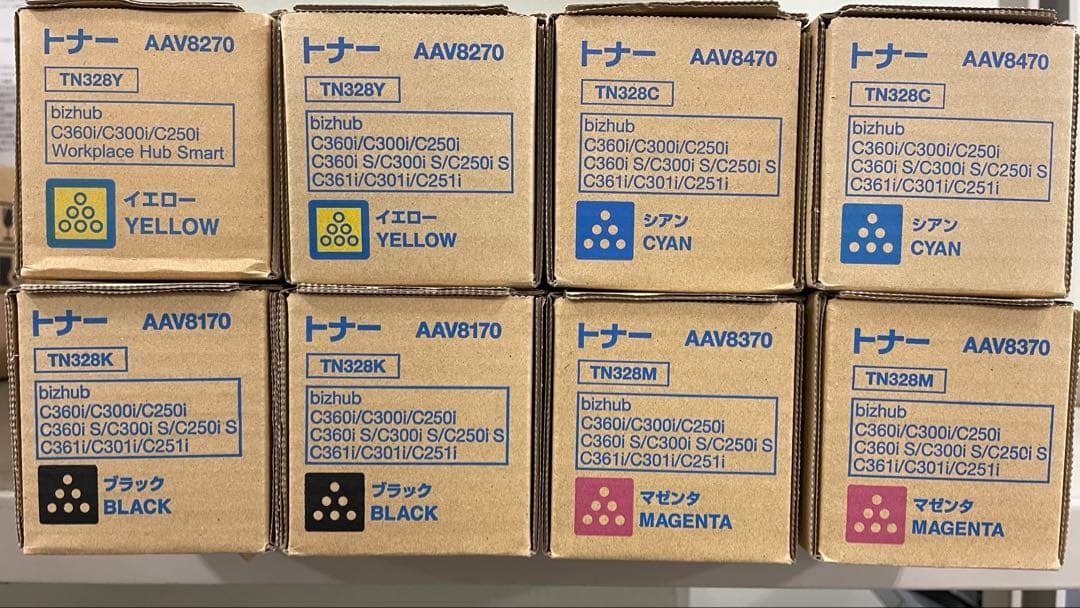 トナー AAV8270
TN328Y
bizhub
C360i/C300i/C250i
Workplace Hub Smart
イエロー
YELLOW
トナー AAV8270
TN328Y
bizhub
C360i/C300i/C250i
C360i S/C300i S/C250i S
C361i/C301i/C251i
イエロー
YELLOW
トナー AAV8470
TN328C
bizhub
C360i/C300i/C250i
C360i S/C300i S/C250i S
C361i/C301i/C251i
シアン
CYAN
トナー AAV8470
TN328C
bizhub
C360i/C300i/C250i
C360i S/C300i S/C250i S
C361i/C301i/C251i
シアン
CYAN
トナー AAV8170
TN328K
bizhub
C360i/C300i/C250i
C360i S/C300i S/C250i S
C361i/C301i/C251i
ブラック
BLACK
トナー AAV8170
TN328K
bizhub
C360i/C300i/C250i
C360i S/C300i S/C250i S
C361i/C301i/C251i
ブラック
BLACK
トナー AAV8370
TN328M
bizhub
C360i/C300i/C250i
C360i S/C300i S/C250i S
C361i/C301i/C251i
マゼンタ
MAGENTA
トナー AAV8370
TN328M
bizhub
C360i/C300i/C250i
C360i S/C300i S/C250i S
C361i/C301i/C251i
マゼンタ
MAGENTA